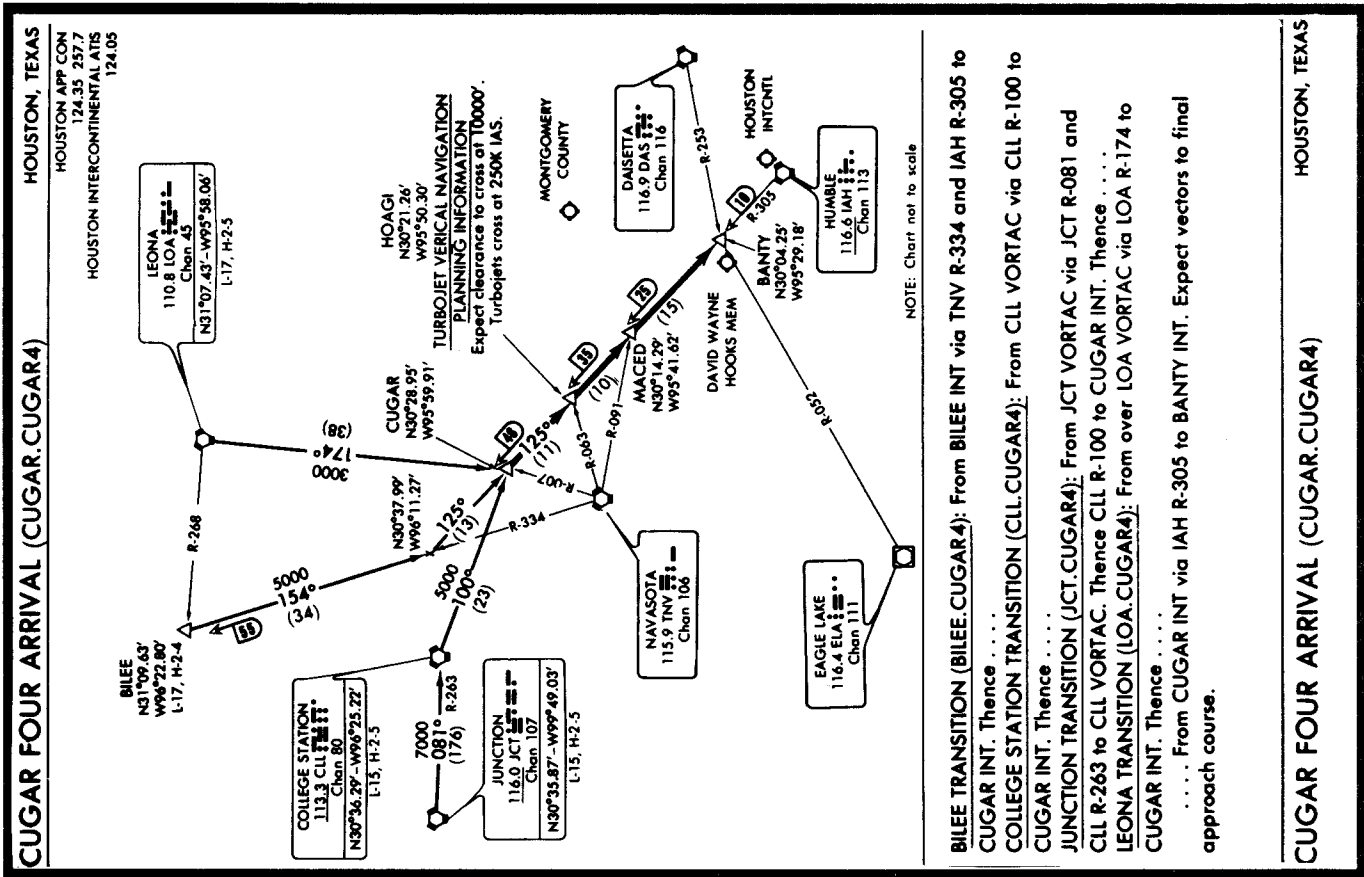 CUGAR FOUR ARRIVAL (CUGAR.CUGAR4)
HOUSTON, TEXAS
HOUSTON APP CON
124.35 257.7
HOUSTON INTERCONTINENTAL ATIS
124.05
BILEE
N31°09.63'
W96°22.80'
L-17, H-2-4
LEONA
110.8 LOA
Chan 45
N31°07.43'-W95°58.06'
L-17, H-2-5
R-268
55
5000
154°
(34)
3000
174°
(38)
COLLEGE STATION
113.3 CLL
Chan 80
N30°36.29'-W96°25.22'
L-15, H-2-5
7000
081°
(176)
R-263
JUNCTION
116.0 JCT
Chan 107
N30°35.87'-W99°49.03'
L-15, H-2-5
5000
100°
(23)
N30°37.99'
W96°11.27'
125°
(13)
R-334
CUGAR
N30°28.95'
W95°59.91'
48
125°
(11)
R-007
R-063
R-091
NAVASOTA
115.9 TNV
Chan 106
HOAGI
N30°21.26'
W95°50.30'
TURBOJET VERICAL NAVIGATION
PLANNING INFORMATION
Expect clearance to cross at 10000'.
Turbojets cross at 250K IAS.
35
(10)
MACED
N30°14.29'
W95°41.62'
25
(15)
MONTGOMERY
COUNTY
DAISETTA
116.9 DAS
Chan 116
R-253
HOUSTON
INTCNTL
10
R-305
BANTY
N30°04.25'
W95°29.18'
DAVID WAYNE
HOOKS MEM
HUMBLE
116.6 IAH
Chan 113
R-052
EAGLE LAKE
116.4 ELA
Chan 111
NOTE: Chart not to scale
BILEE TRANSITION (BILEE.CUGAR4): From BILEE INT via TNV R-334 and IAH R-305 to
CUGAR INT. Thence . . . .
COLLEGE STATION TRANSITION (CLL.CUGAR4): From CLL VORTAC via CLL R-100 to
CUGAR INT. Thence . . . .
JUNCTION TRANSITION (JCT.CUGAR4): From JCT VORTAC via JCT R-081 and
CLL R-263 to CLL VORTAC. Thence CLL R-100 to CUGAR INT. Thence . . . .
LEONA TRANSITION (LOA.CUGAR4): From over LOA VORTAC via LOA R-174 to
CUGAR INT. Thence . . . .
. . . . From CUGAR INT via IAH R-305 to BANTY INT. Expect vectors to final
approach course.
CUGAR FOUR ARRIVAL (CUGAR.CUGAR4)
HOUSTON, TEXAS